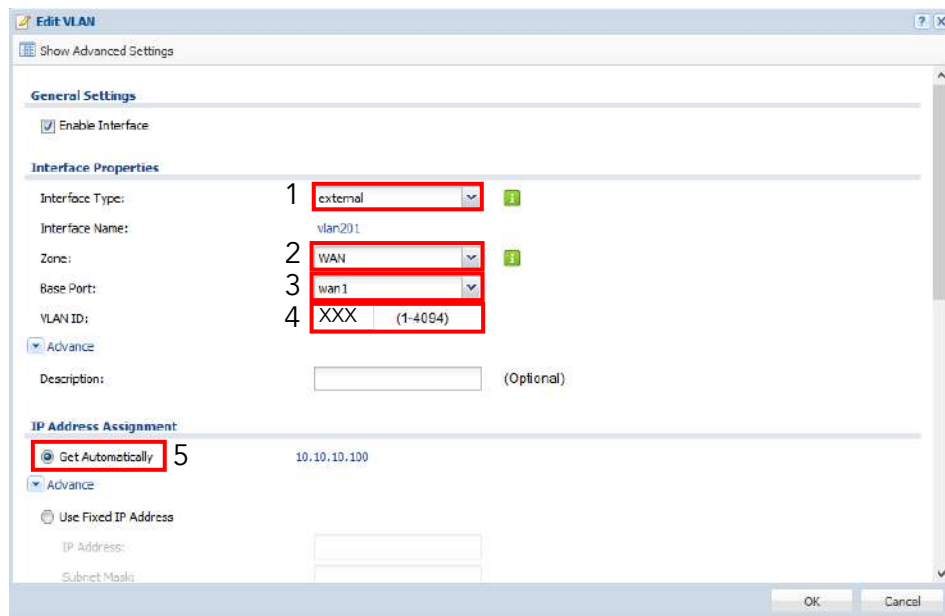 Edit VLAN
Show Advanced Settings
General Settings
Enable Interface
Interface Properties
Interface Type: 1 external
Interface Name: vlan201
Zone: 2 WAN
Base Port: 3 wan1
VLAN ID: 4 XXX (1-4094)
Advance
Description: (Optional)
IP Address Assignment
Get Automatically 5 10.10.10.100
Advance
Use Fixed IP Address
IP Address:
Subnet Mask:
OK Cancel